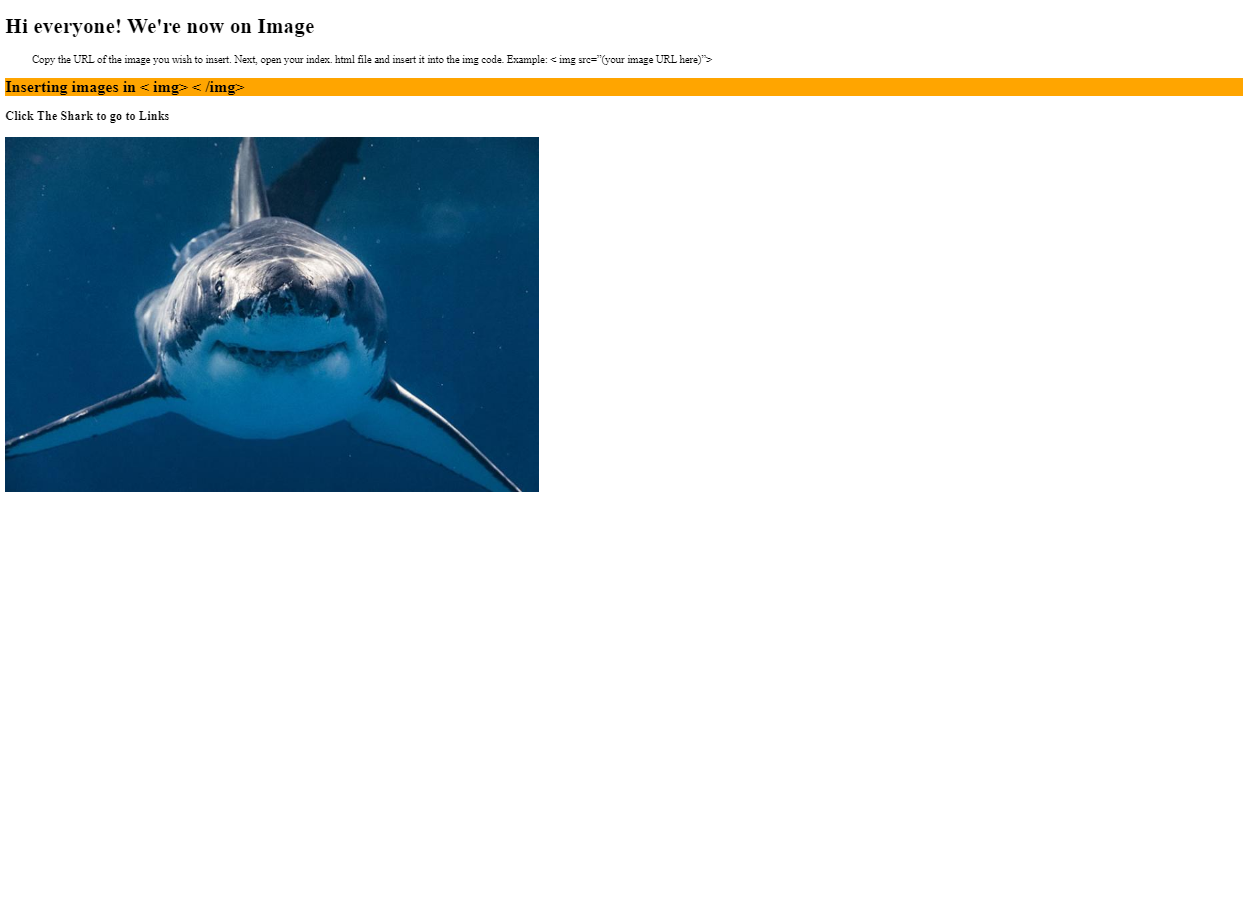 Hi everyone! We're now on Image
Copy the URL of the image you wish to insert. Next, open your index. html file and insert it into the img code. Example: < img src=”(your image URL here)”>
Inserting images in < img> < /img>
Click The Shark to go to Links